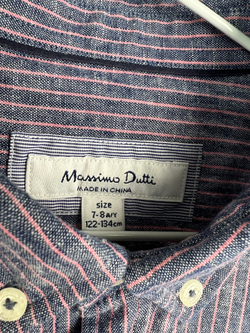 Massimo Dutti
MADE IN CHINA
size
7-8 A/Y
122-134cm